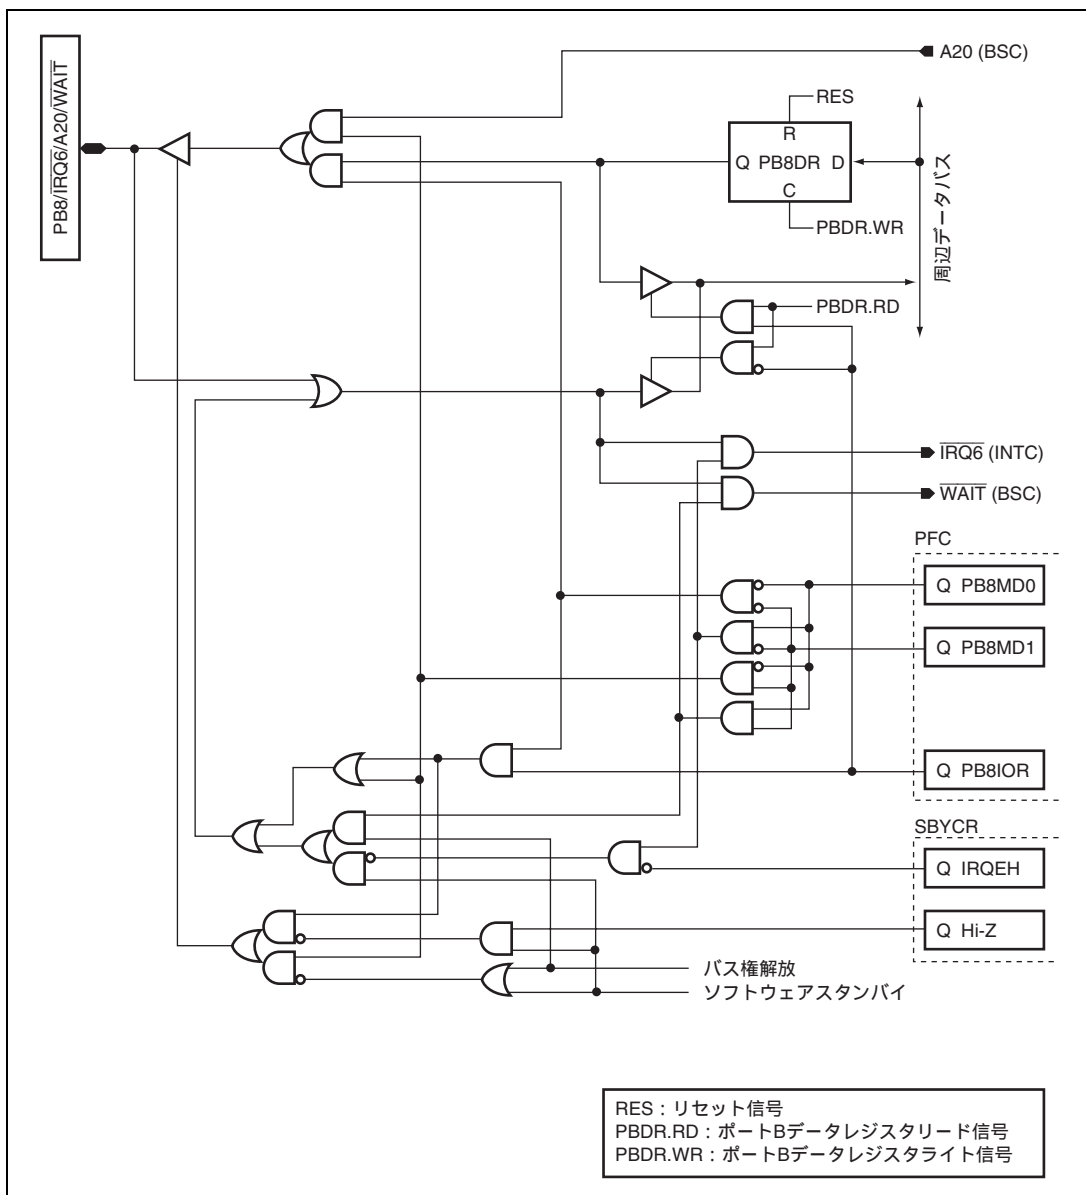 PB8/IRQ6/A20/WAIT
A20 (BSC)
RES
R
Q PB8DR D
C
PBDR.WR
周辺データバス
PBDR.RD
IRQ6 (INTC)
WAIT (BSC)
PFC
Q PB8MD0
Q PB8MD1
Q PB8IOR
SBYCR
Q IRQEH
Q Hi-Z
バス権解放
ソフトウェアスタンバイ
RES：リセット信号
PBDR.RD：ポートBデータレジスタリード信号
PBDR.WR：ポートBデータレジスタライト信号